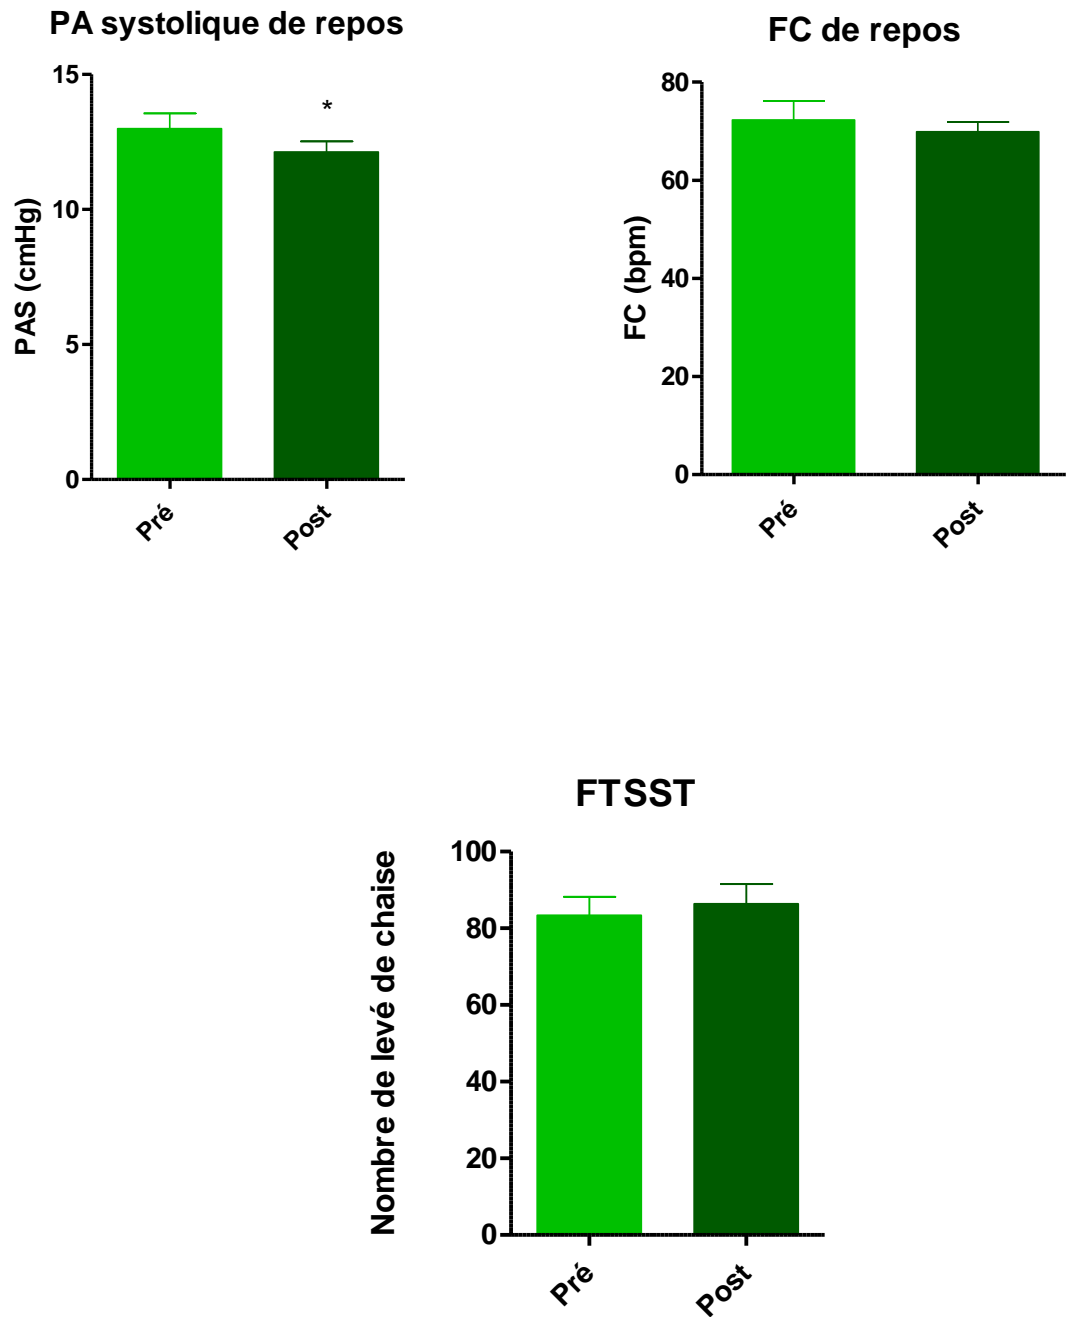 PA systolique de repos
PAS (cmHg)
15
10
5
0
*
Pré
Post
FC de repos
FC (bpm)
80
60
40
20
0
Pré
Post
FTSST
Nombre de levé de chaise
100
80
60
40
20
0
Pré
Post